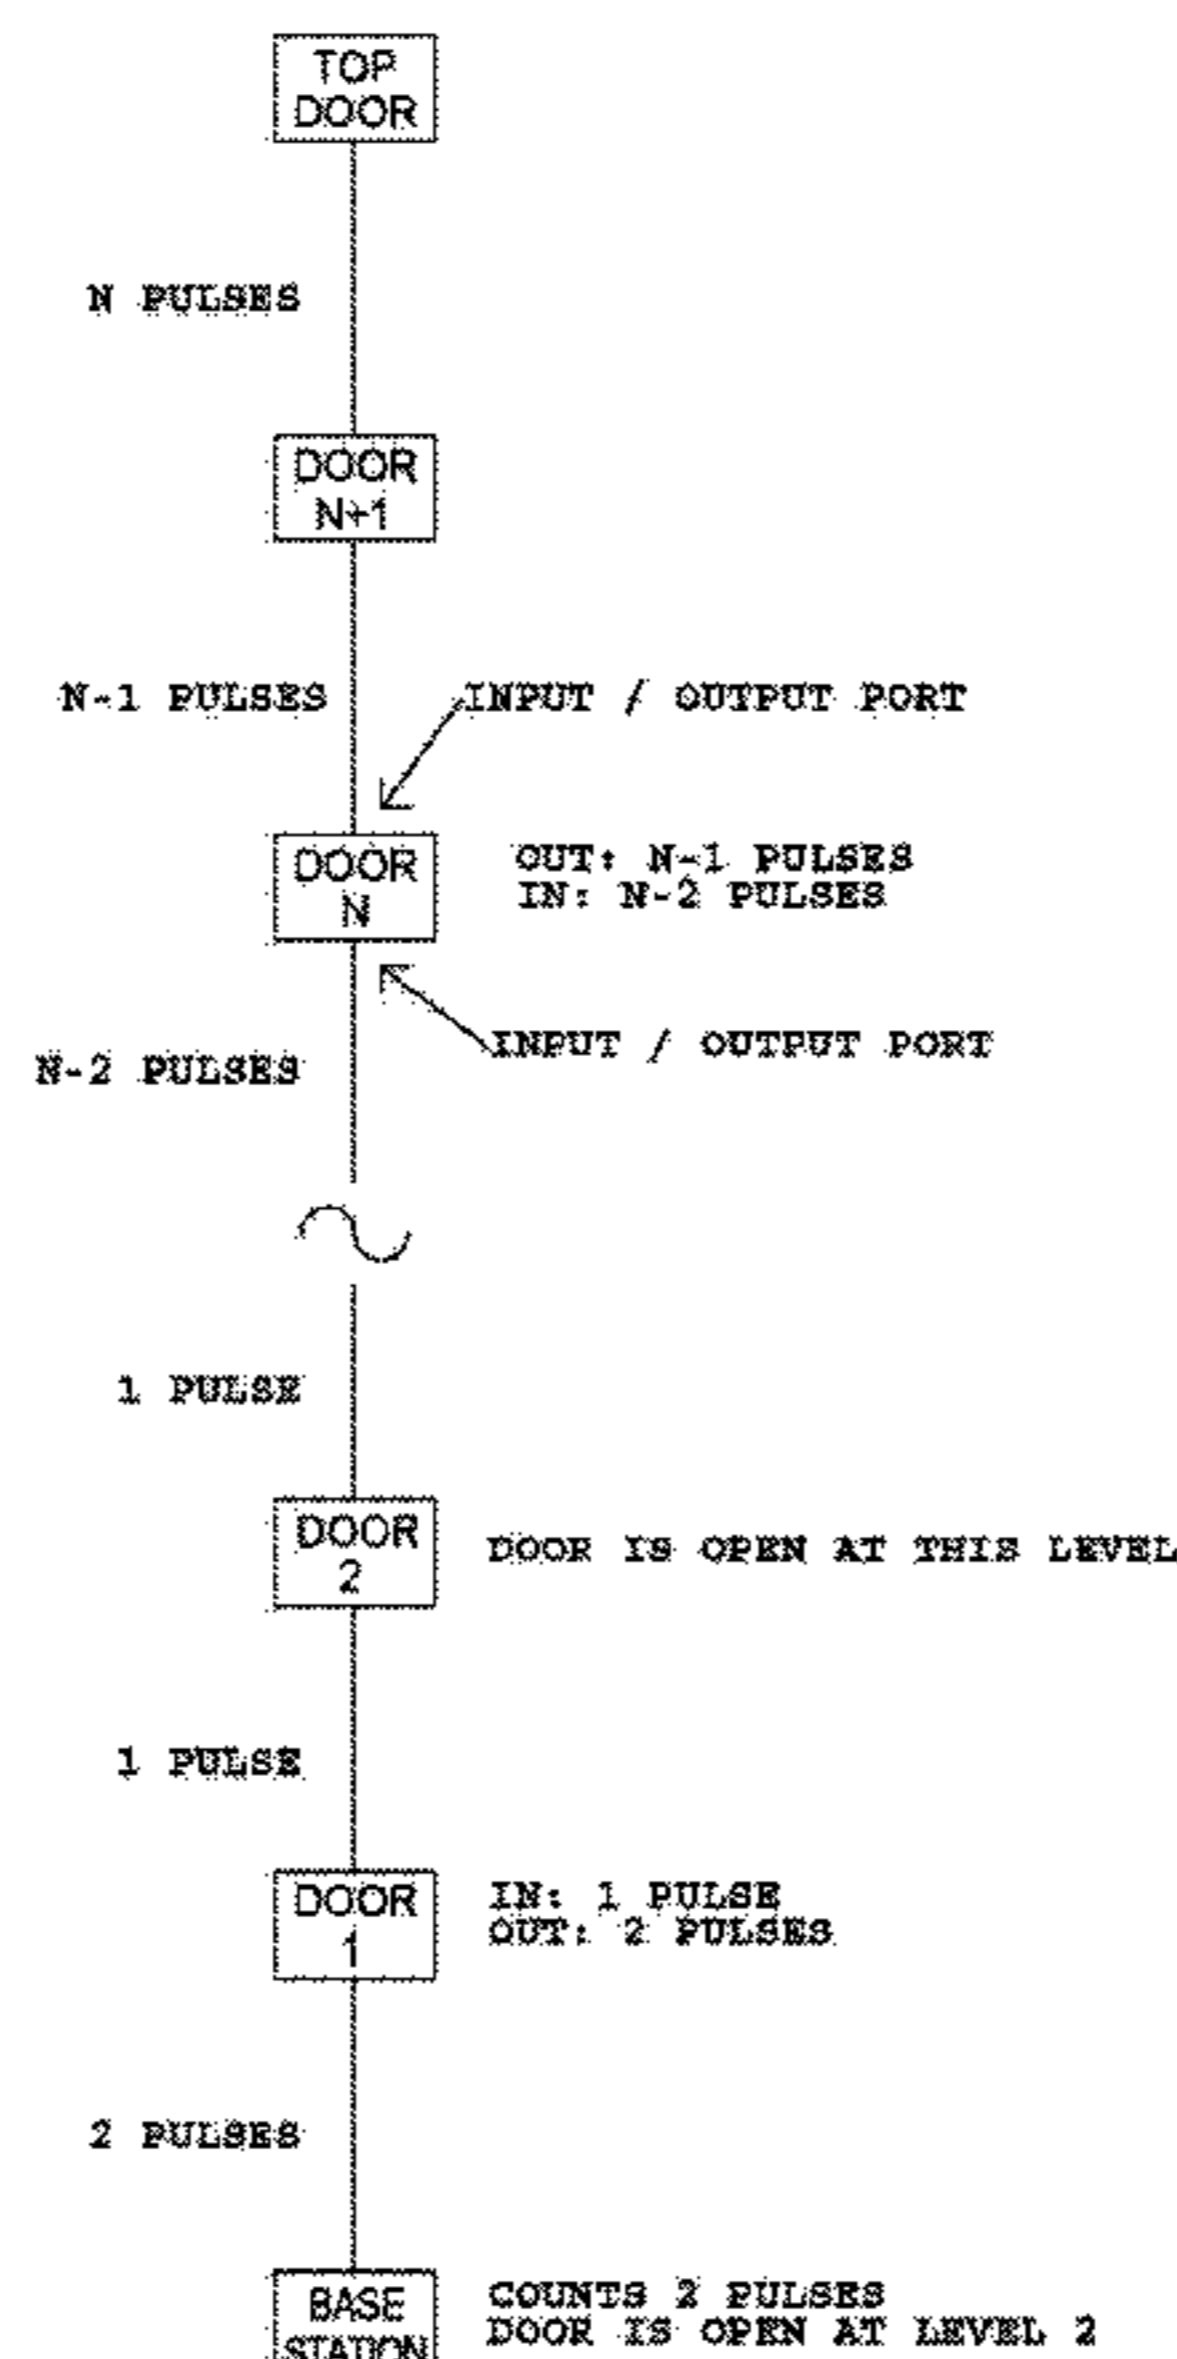 TOP
DOOR
N PULSES
DOOR
N+1
N-1 PULSES
INPUT / OUTPUT PORT
DOOR
N
OUT: N-1 PULSES
IN: N-2 PULSES
INPUT / OUTPUT PORT
N-2 PULSES
1 PULSE
DOOR
2
DOOR IS OPEN AT THIS LEVEL
1 PULSE
DOOR
1
IN: 1 PULSE
OUT: 2 PULSES
2 PULSES
BASE
STATION
COUNTS 2 PULSES
DOOR IS OPEN AT LEVEL 2